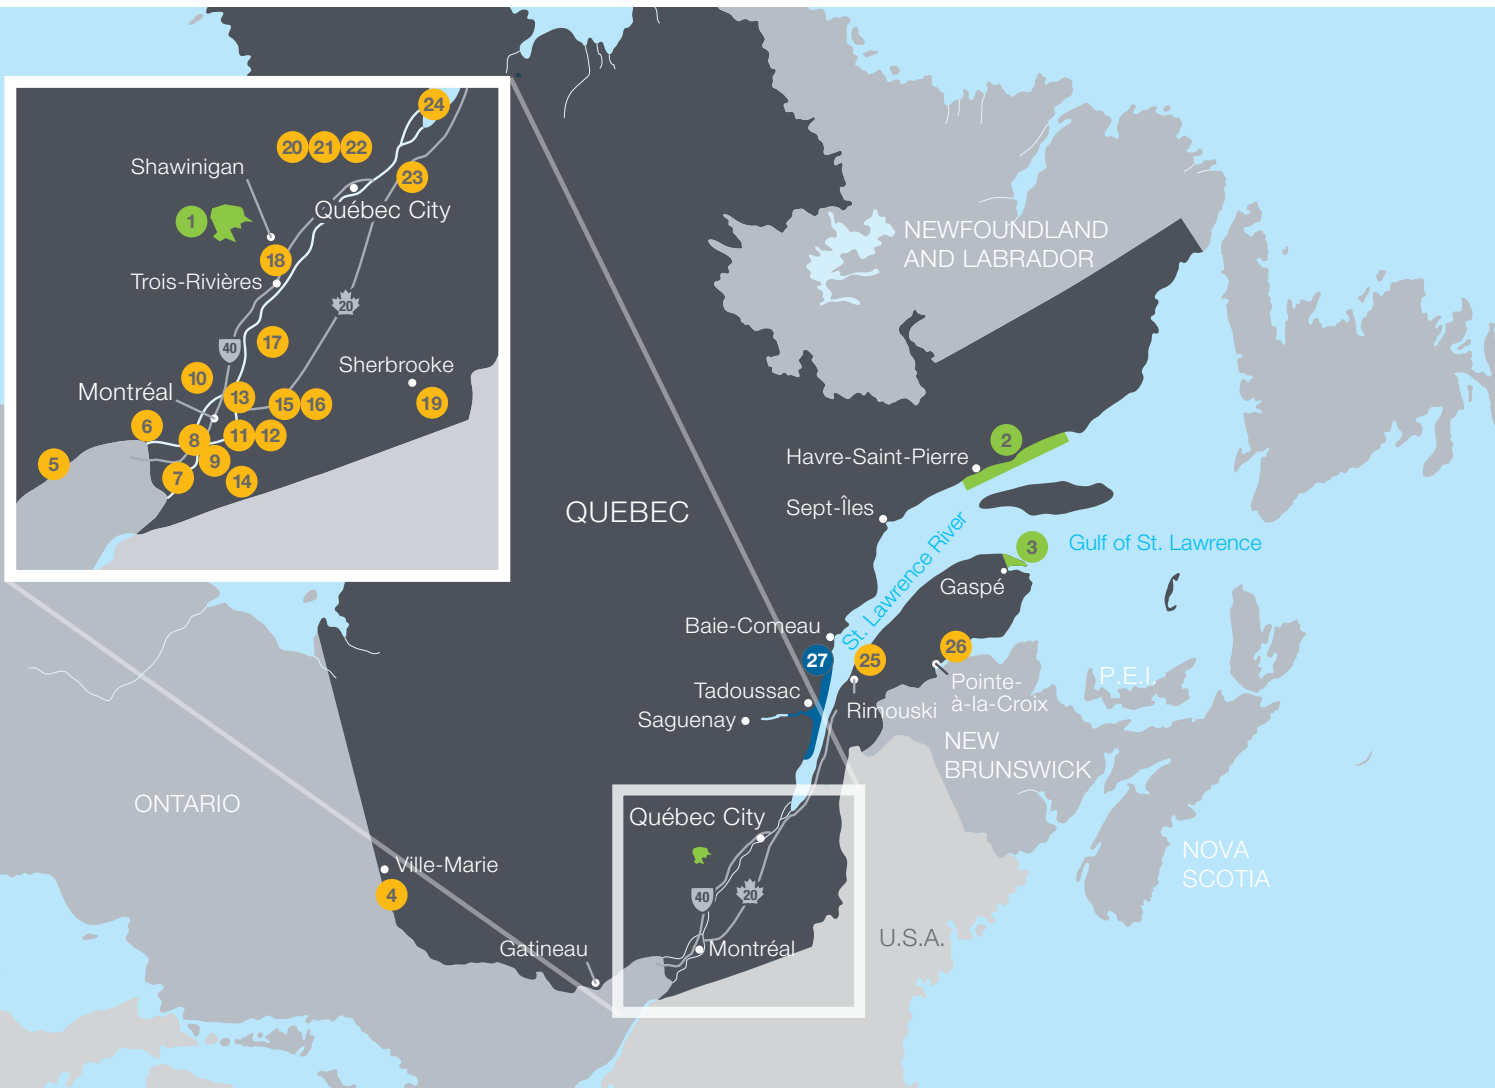 24
20
21
22
Shawinigan
23
1
Québec City
18
Trois-Rivières
20
40
17
Sherbrooke
10
Montréal
13
15
16
19
6
8
11
12
5
9
7
14
NEWFOUNDLAND
AND LABRADOR
2
Havre-Saint-Pierre
Sept-Îles
QUEBEC
St. Lawrence River
3
Gulf of St. Lawrence
Gaspé
Baie-Comeau
27
25
26
Tadoussac
Pointe-
à-la-Croix
P.E.I.
Saguenay
Rimouski
NEW
BRUNSWICK
ONTARIO
Québec City
Ville-Marie
4
40
20
NOVA
SCOTIA
Gatineau
Montréal
U.S.A.